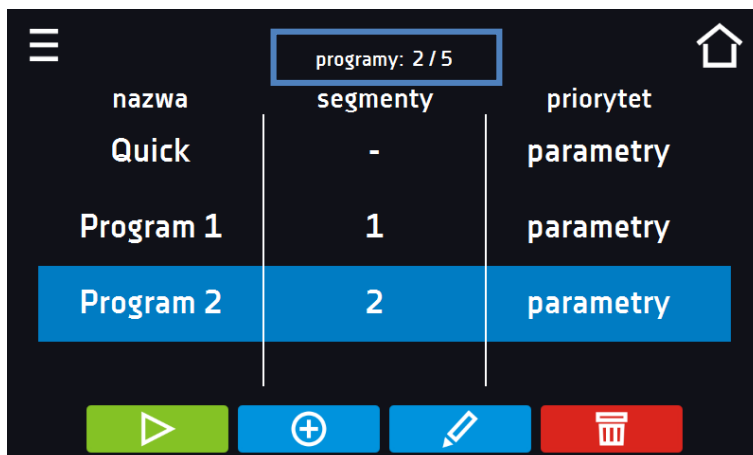 programy: 2 / 5
nazwa segmenty priorytet
Quick - parametry
Program 1 1 parametry
Program 2 2 parametry